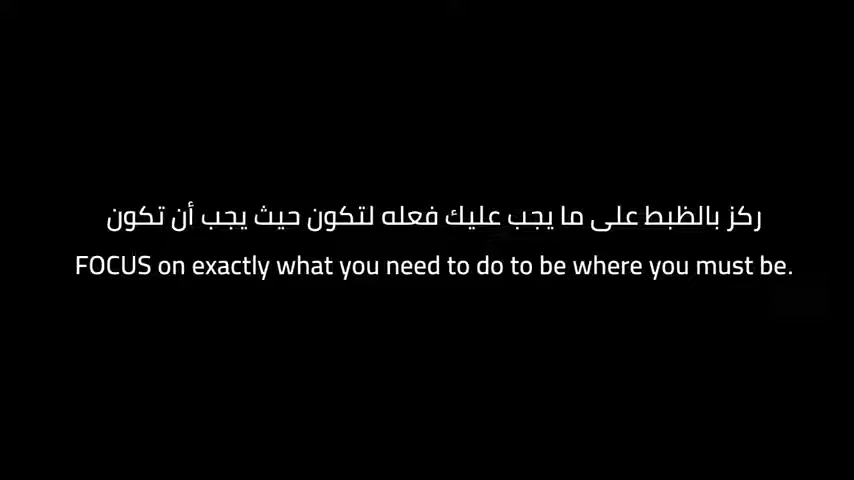 ركز بالظبط على ما يجب عليك فعله لتكون حيث يجب أن تكون
FOCUS on exactly what you need to do to be where you must be.